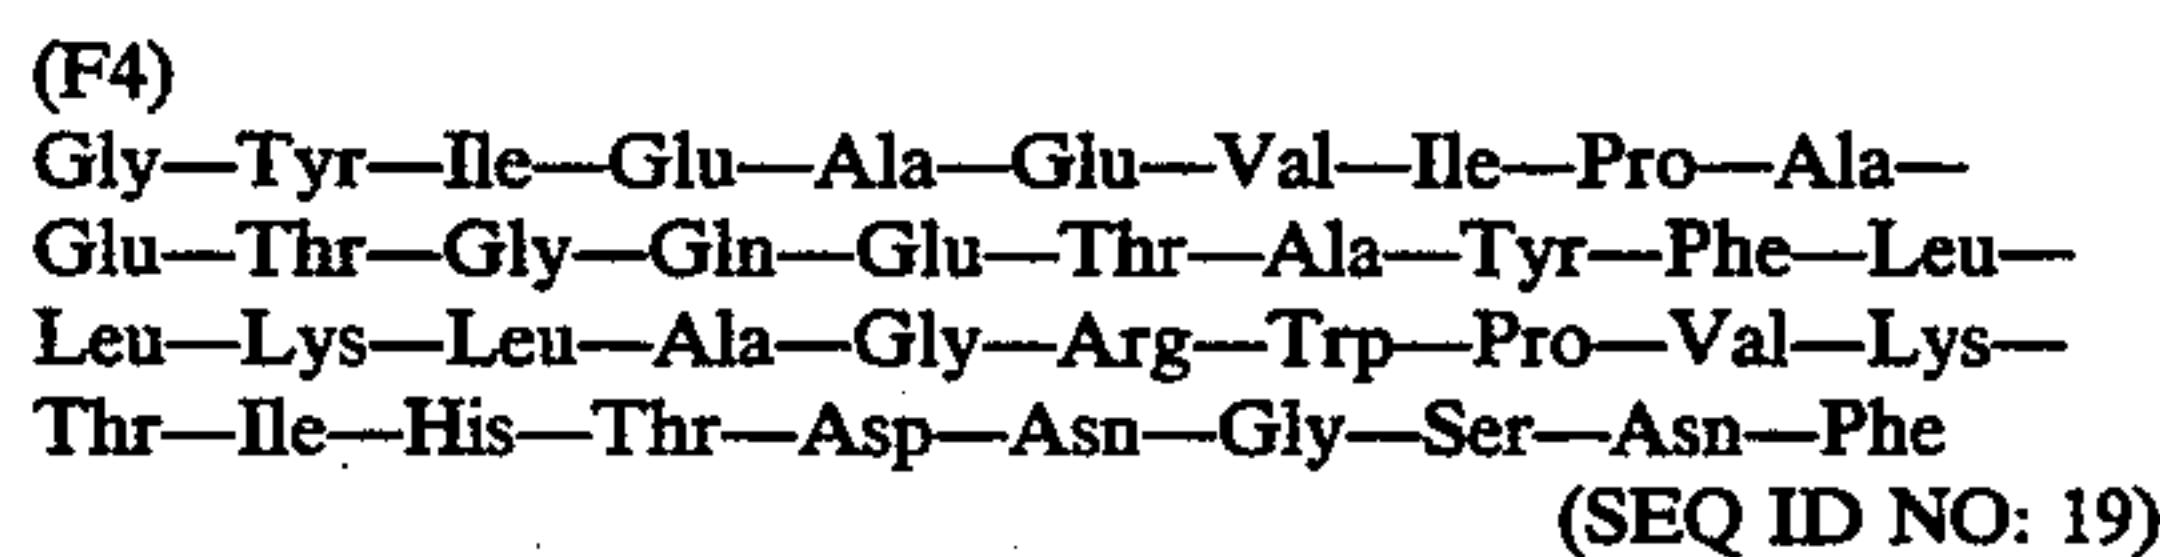 (F4)
Gly—Tyr—Ile—Glu—Ala—Glu—Val—Ile—Pro—Ala—
Glu—Thr—Gly—Gln—Glu—Thr—Ala—Tyr—Phe—Leu—
Leu—Lys—Leu—Ala—Gly—Arg—Trp—Pro—Val—Lys—
Thr—Ile—His—Thr—Asp—Asn—Gly—Ser—Asn—Phe
(SEQ ID NO: 19)